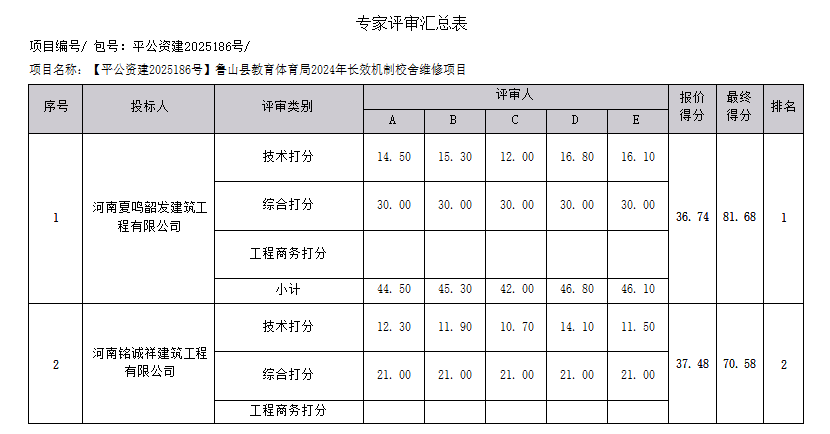 专家评审汇总表
项目编号/ 包号：平公资建2025186号/
项目名称：【平公资建2025186号】鲁山县教育体育局2024年长效机制校舍维修项目
序号 投标人 评审类别 评审人 报价得分 最终得分 排名
A B C D E
1 河南夏鸣韶发建筑工程有限公司 技术打分 14.50 15.30 12.00 16.80 16.10 36.74 81.68 1
综合打分 30.00 30.00 30.00 30.00 30.00
工程商务打分
小计 44.50 45.30 42.00 46.80 46.10
2 河南铭诚祥建筑工程有限公司 技术打分 12.30 11.90 10.70 14.10 11.50 37.48 70.58 2
综合打分 21.00 21.00 21.00 21.00 21.00
工程商务打分